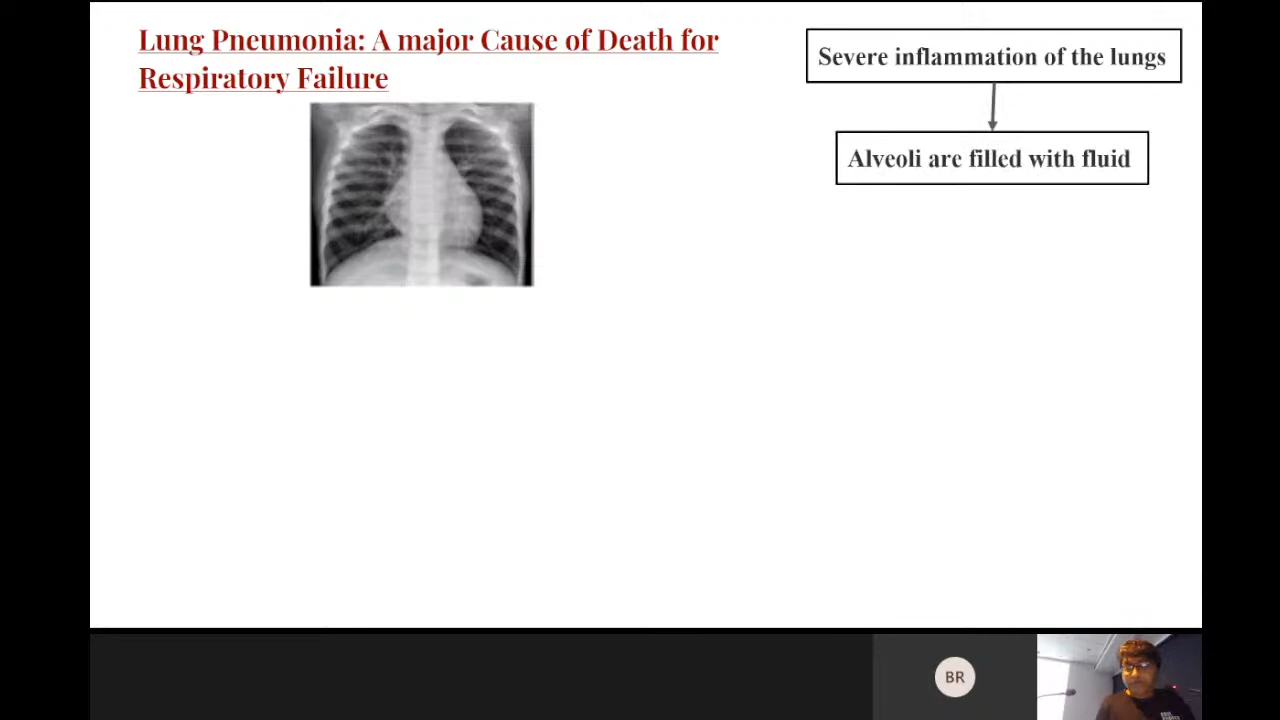 Lung Pneumonia: A major Cause of Death for
Respiratory Failure
Severe inflammation of the lungs
Alveoli are filled with fluid
BR